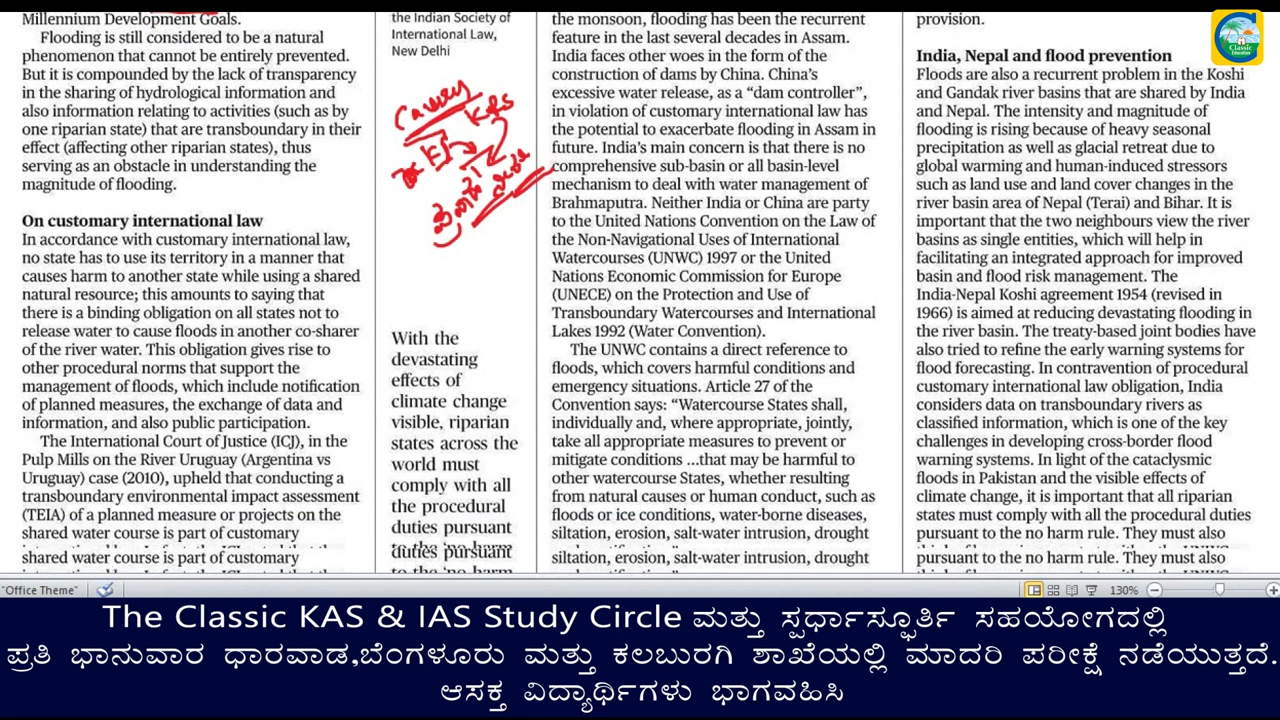 Millennium Development Goals.
Flooding is still considered to be a natural
phenomenon that cannot be entirely prevented.
But it is compounded by the lack of transparency
in the sharing of hydrological information and
also information relating to activities (such as by
one riparian state) that are transboundary in their
effect (affecting other riparian states), thus
serving as an obstacle in understanding the
magnitude of flooding.
On customary international law
In accordance with customary international law,
no state has to use its territory in a manner that
causes harm to another state while using a shared
natural resource; this amounts to saying that
there is a binding obligation on all states not to
release water to cause floods in another co-sharer
of the river water. This obligation gives rise to
other procedural norms that support the
management of floods, which include notification
of planned measures, the exchange of data and
information, and also public participation.
The International Court of Justice (ICJ), in the
Pulp Mills on the River Uruguay (Argentina vs
Uruguay) case (2010), upheld that conducting a
transboundary environmental impact assessment
(TEIA) of a planned measure or projects on the
shared water course is part of customary
shared water course is part of customary
the Indian Society of
International Law,
New Delhi
Cauvery
KRS
With the
devastating
effects of
climate change
visible, riparian
states across the
world must
comply with all
the procedural
duties pursuant
to the 'no harm
the monsoon, flooding has been the recurrent
feature in the last several decades in Assam.
India faces other woes in the form of the
construction of dams by China. China's
excessive water release, as a “dam controller”,
in violation of customary international law has
the potential to exacerbate flooding in Assam in
future. India's main concern is that there is no
comprehensive sub-basin or all basin-level
mechanism to deal with water management of
Brahmaputra. Neither India or China are party
to the United Nations Convention on the Law of
the Non-Navigational Uses of International
Watercourses (UNWC) 1997 or the United
Nations Economic Commission for Europe
(UNECE) on the Protection and Use of
Transboundary Watercourses and International
Lakes 1992 (Water Convention).
The UNWC contains a direct reference to
floods, which covers harmful conditions and
emergency situations. Article 27 of the
Convention says: “Watercourse States shall,
individually and, where appropriate, jointly,
take all appropriate measures to prevent or
mitigate conditions ...that may be harmful to
other watercourse States, whether resulting
from natural causes or human conduct, such as
floods or ice conditions, water-borne diseases,
siltation, erosion, salt-water intrusion, drought
siltation, erosion, salt-water intrusion, drought
provision.
India, Nepal and flood prevention
Floods are also a recurrent problem in the Koshi
and Gandak river basins that are shared by India
and Nepal. The intensity and magnitude of
flooding is rising because of heavy seasonal
precipitation as well as glacial retreat due to
global warming and human-induced stressors
such as land use and land cover changes in the
river basin area of Nepal (Terai) and Bihar. It is
important that the two neighbours view the river
basins as single entities, which will help in
facilitating an integrated approach for improved
basin and flood risk management. The
India-Nepal Koshi agreement 1954 (revised in
1966) is aimed at reducing devastating flooding in
the river basin. The treaty-based joint bodies have
also tried to refine the early warning systems for
flood forecasting. In contravention of procedural
customary international law obligation, India
considers data on transboundary rivers as
classified information, which is one of the key
challenges in developing cross-border flood
warning systems. In light of the cataclysmic
floods in Pakistan and the visible effects of
climate change, it is important that all riparian
states must comply with all the procedural duties
pursuant to the no harm rule. They must also
pursuant to the no harm rule. They must also
Classic
Education
"Office Theme"
130%
The Classic KAS & IAS Study Circle ಮತ್ತು ಸ್ಪರ್ಧಾಸ್ಫೂರ್ತಿ ಸಹಯೋಗದಲ್ಲಿ
ಪ್ರತಿ ಭಾನುವಾರ ಧಾರವಾಡ,ಬೆಂಗಳೂರು ಮತ್ತು ಕಲಬುರಗಿ ಶಾಖೆಯಲ್ಲಿ ಮಾದರಿ ಪರೀಕ್ಷೆ ನಡೆಯುತ್ತದೆ.
ಆಸಕ್ತ ವಿದ್ಯಾರ್ಥಿಗಳು ಭಾಗವಹಿಸಿ